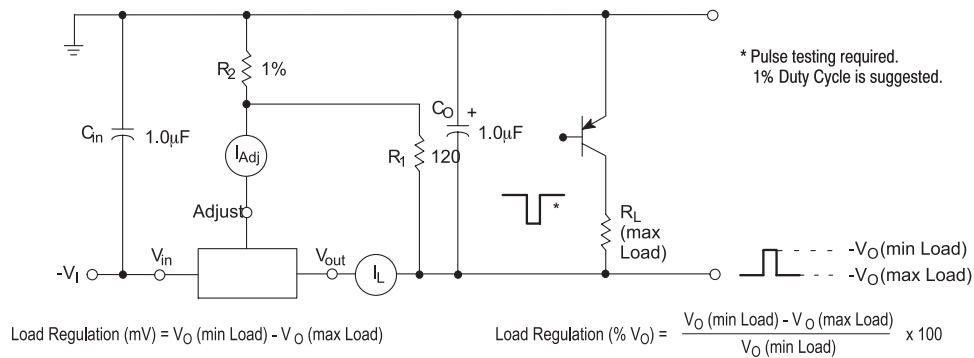 * Pulse testing required.
1% Duty Cycle is suggested.
R2 1%
CO +
1.0μF
Cin 1.0μF
IAdj
R1 120
*
Adjust
RL
(max
Load)
-VI
Vin
Vout
IL
-VO (min Load)
-VO (max Load)
Load Regulation (mV) = VO (min Load) - VO (max Load)
Load Regulation (% VO) = VO (min Load) - VO (max Load) / VO (min Load) x 100